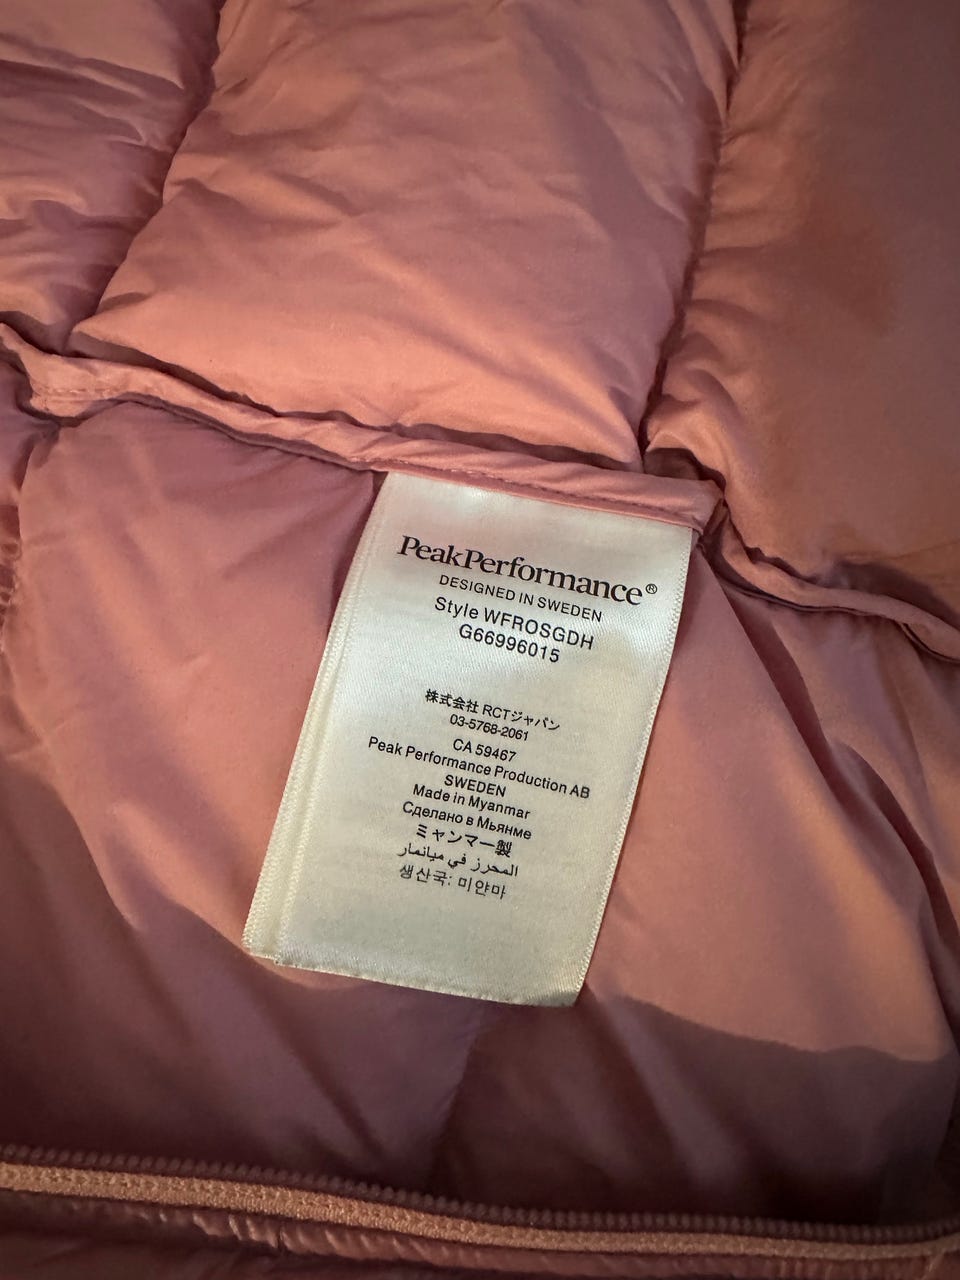 PeakPerformance®
DESIGNED IN SWEDEN
Style WFROSGDH
G66996015
株式会社 RCTジャパン
03-5768-2061
CA 59467
Peak Performance Production AB
SWEDEN
Made in Myanmar
Сделано в Мьянме
ミャンマー製
المحرز في ميانمار
생산국: 미얀마